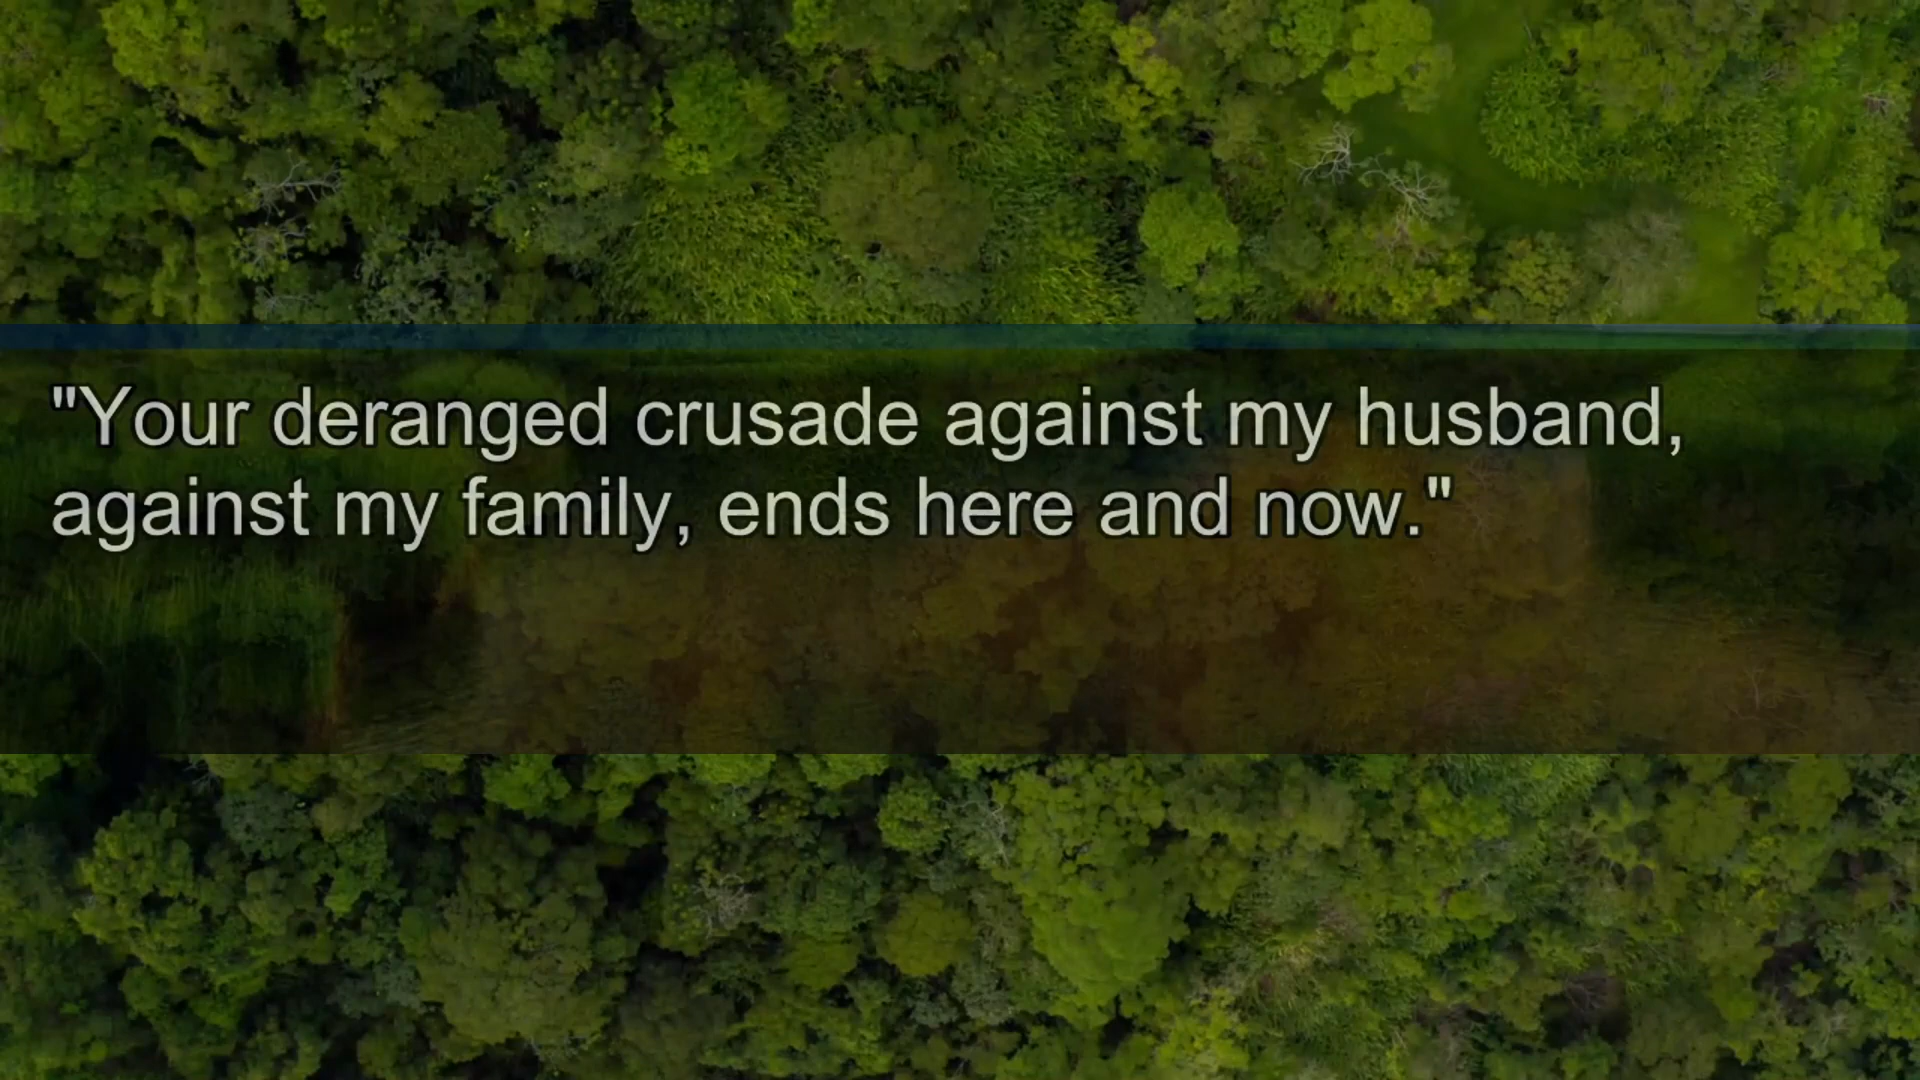 "Your deranged crusade against my husband,
against my family, ends here and now."